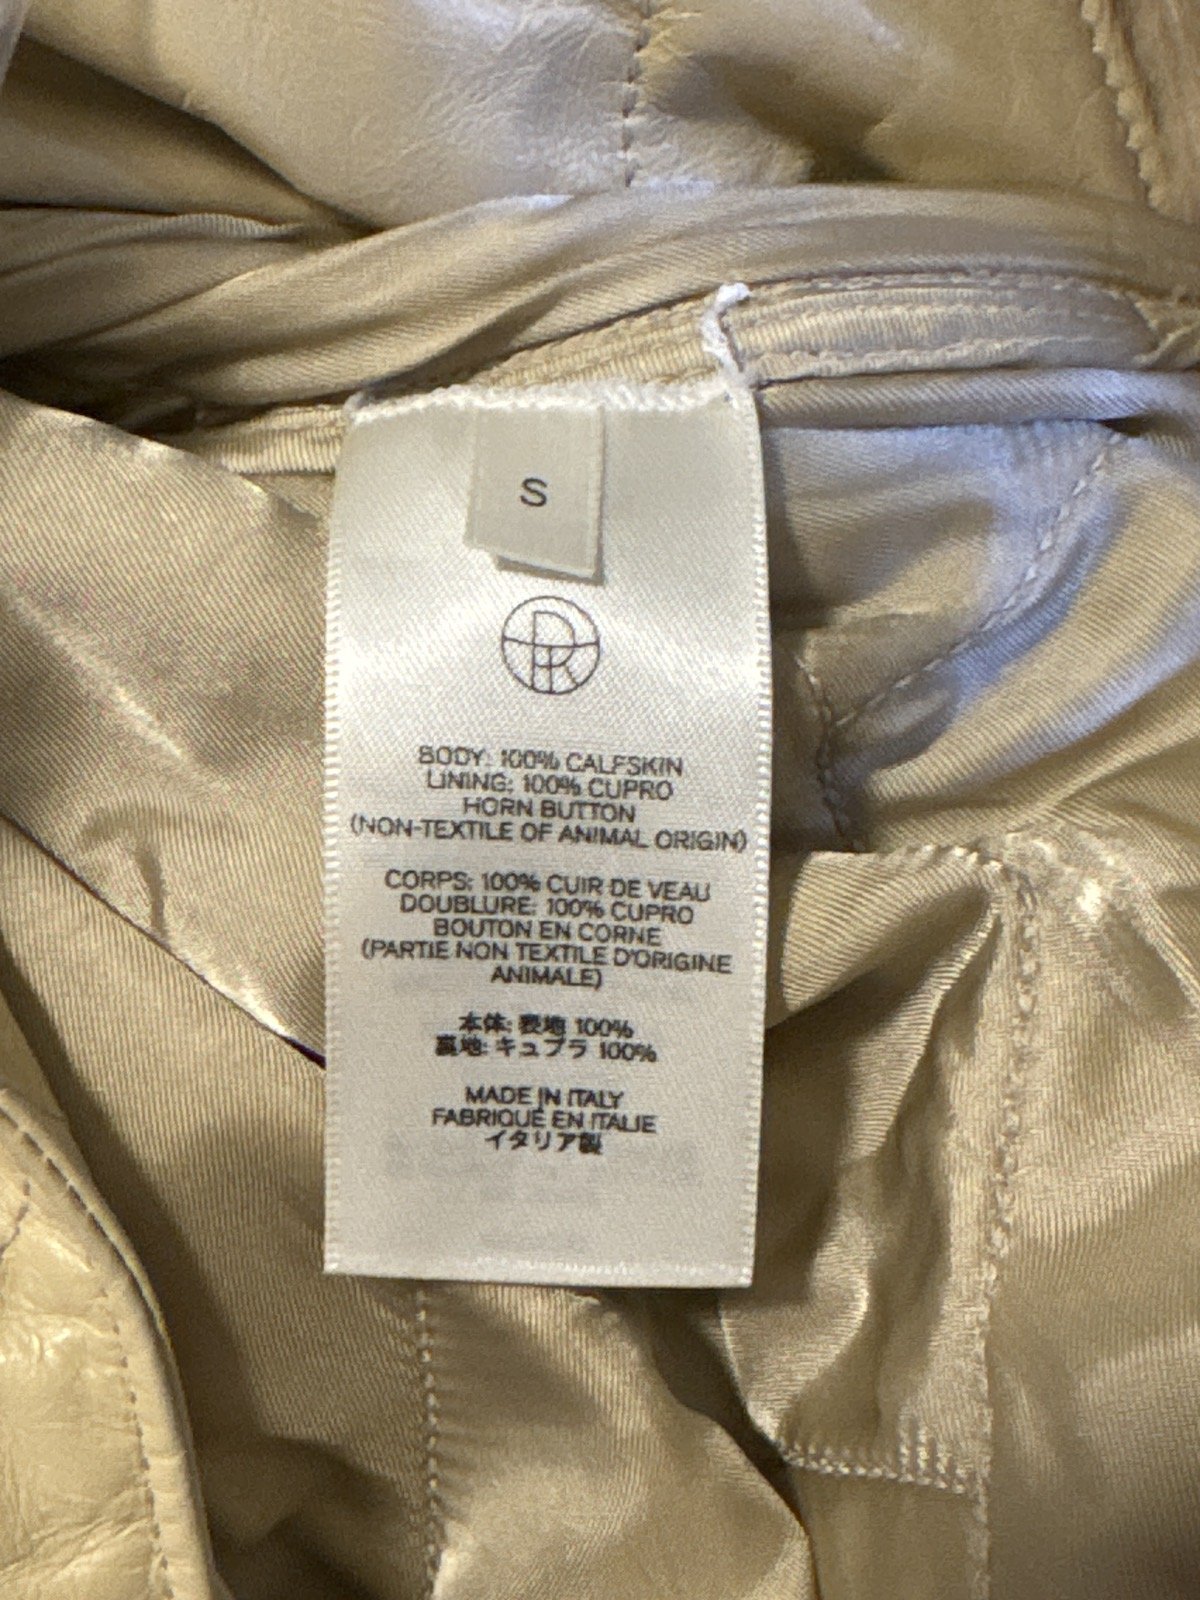 S
BODY: 100% CALFSKIN
LINING: 100% CUPRO
HORN BUTTON
(NON-TEXTILE OF ANIMAL ORIGIN)
CORPS: 100% CUIR DE VEAU
DOUBLURE: 100% CUPRO
BOUTON EN CORNE
(PARTIE NON TEXTILE D'ORIGINE
ANIMALE)
本体: 表地 100%
裏地: キュプラ 100%
MADE IN ITALY
FABRIQUÉ EN ITALIE
イタリア製